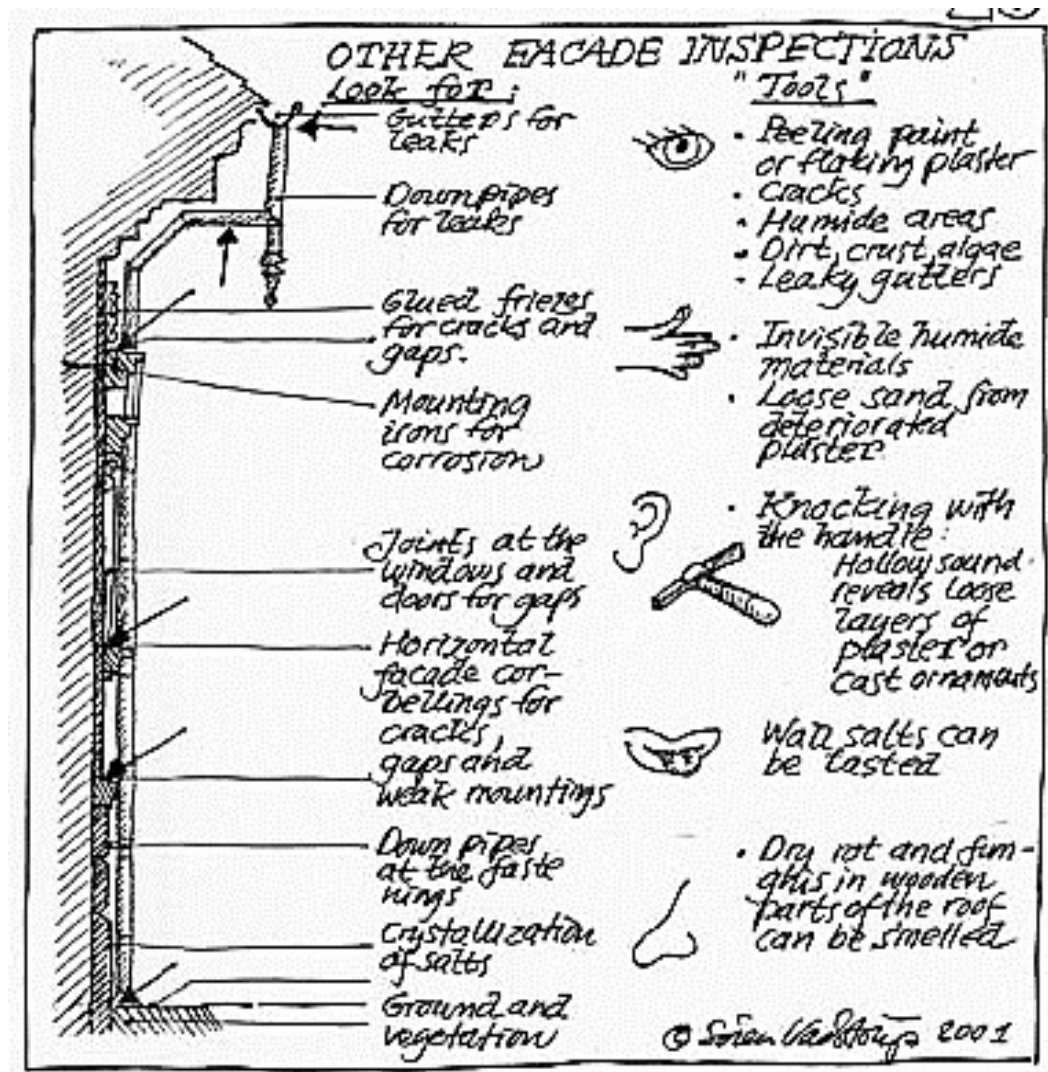 OTHER FACADE INSPECTIONS
Look for:
Gutters for
leaks
Down pipes
for leaks
Glued friezes
for cracks and
gaps.
Mounting
irons for
corrosion
Joints at the
windows and
doors for gaps
Horizontal
facade cor-
bellings for
cracks,
gaps and
weak mountings
Down pipes
at the faste
nings
Crystallization
of salts
Ground and
vegetation
"Tools"
• Peeling paint
or flaking plaster
• Cracks
• Humide areas
• Dirt, crust, algae
• Leaky gutters
• Invisible humide
materials
• Loose sand from
deteriorated
plaster
• Knocking with
the handle:
Hollow sound
reveals loose
layers of
plaster or
cast ornaments
Wall salts can
be tasted
• Dry rot and fun-
ghis in wooden
parts of the roof
can be smelled
© Søren Vadstrup 2001